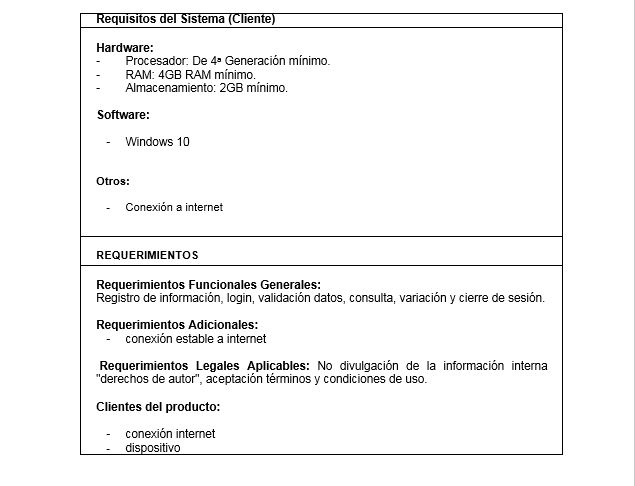 Requisitos del Sistema (Cliente)
Hardware:
- Procesador: De 4ª Generación mínimo.
- RAM: 4GB RAM mínimo.
- Almacenamiento: 2GB mínimo.
Software:
- Windows 10
Otros:
- Conexión a internet
REQUERIMIENTOS
Requerimientos Funcionales Generales:
Registro de información, login, validación datos, consulta, variación y cierre de sesión.
Requerimientos Adicionales:
- conexión estable a internet
Requerimientos Legales Aplicables: No divulgación de la información interna
"derechos de autor", aceptación términos y condiciones de uso.
Clientes del producto:
- conexión internet
- dispositivo